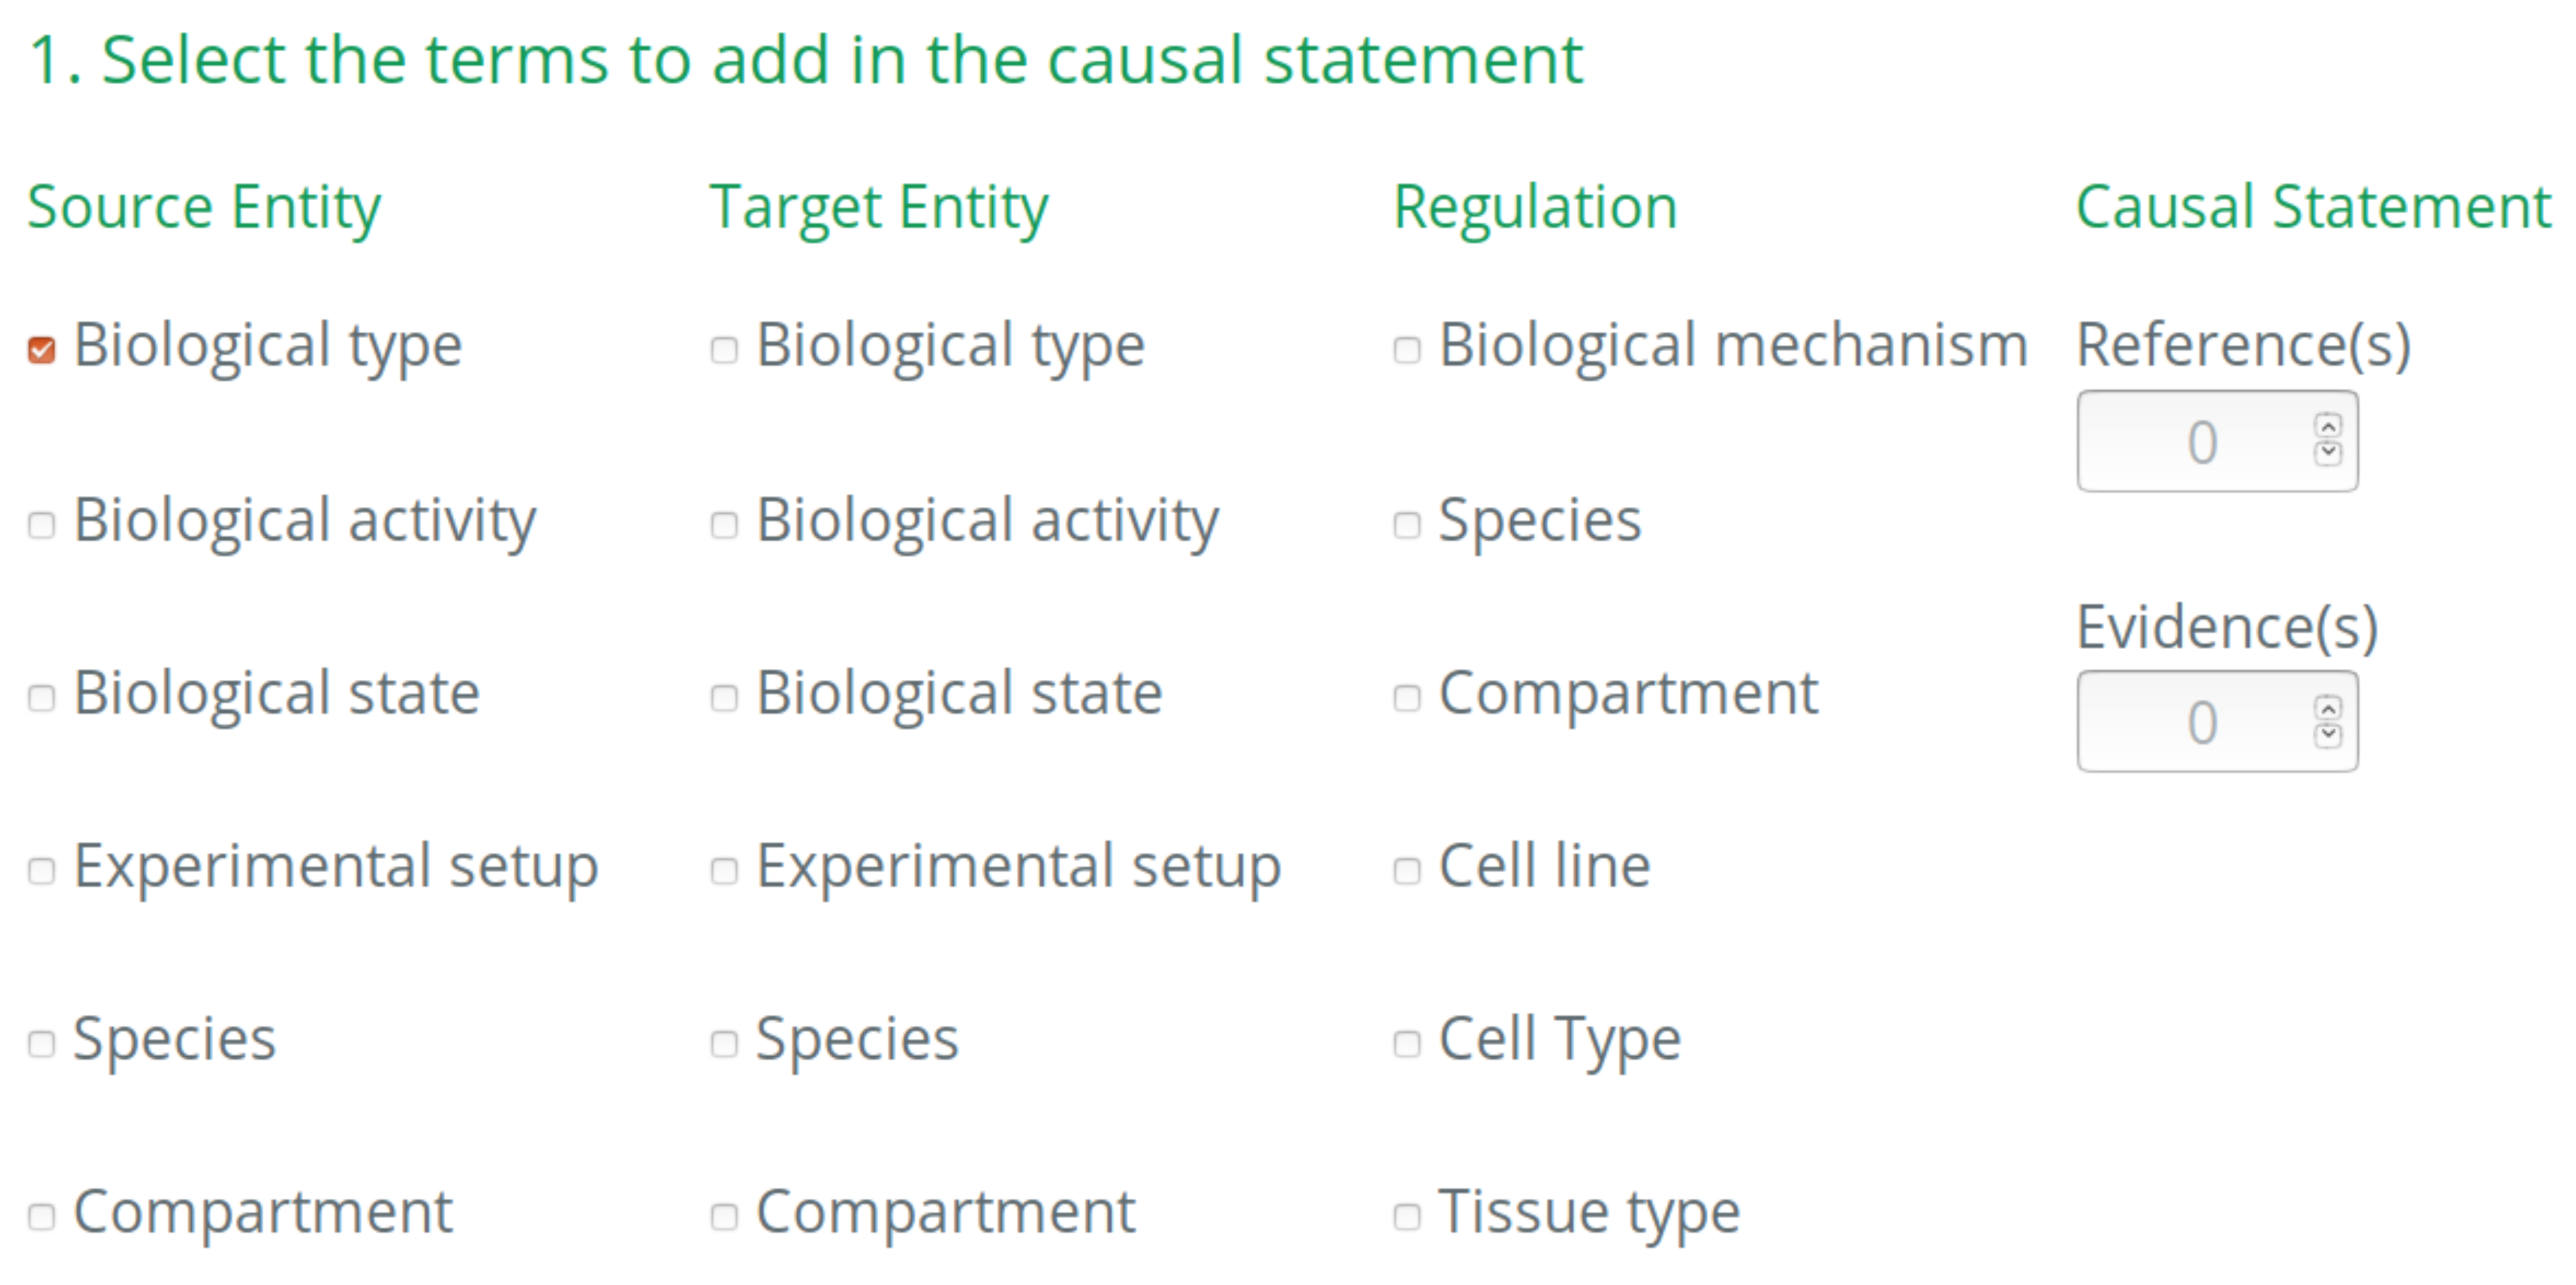 1. Select the terms to add in the causal statement
Source Entity
Biological type
Biological activity
Biological state
Experimental setup
Species
Compartment
Target Entity
Biological type
Biological activity
Biological state
Experimental setup
Species
Compartment
Regulation
Biological mechanism
Species
Compartment
Cell line
Cell Type
Tissue type
Causal Statement
Reference(s)
0
Evidence(s)
0